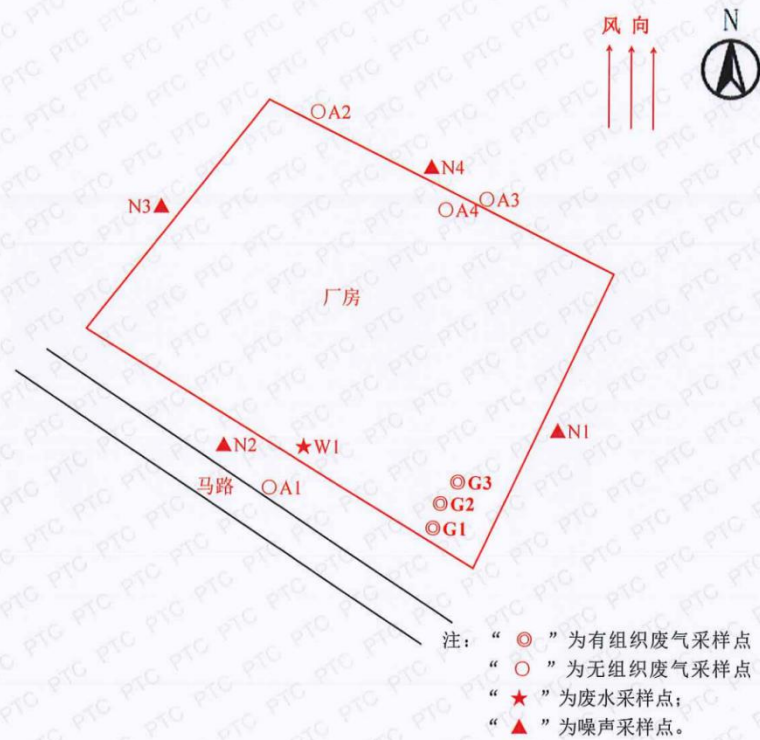 N
风 向
○A2
▲N4
N3▲
○A3
○A4
厂房
▲N2
★W1
▲N1
马路
○A1
◎G3
◎G2
◎G1
注：“ ◎ ”为有组织废气采样点
“ ○ ”为无组织废气采样点
“ ★ ”为废水采样点；
“ ▲ ”为噪声采样点。
PTC